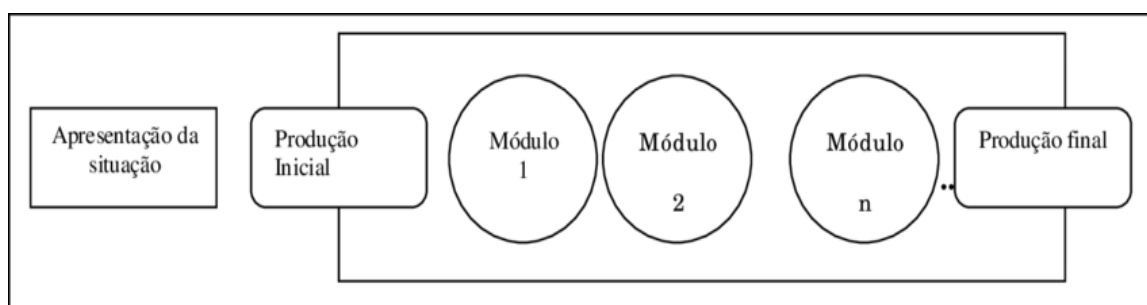 Apresentação da
situação
Produção
Inicial
Módulo
1
Módulo
2
Módulo
n
..
Produção final